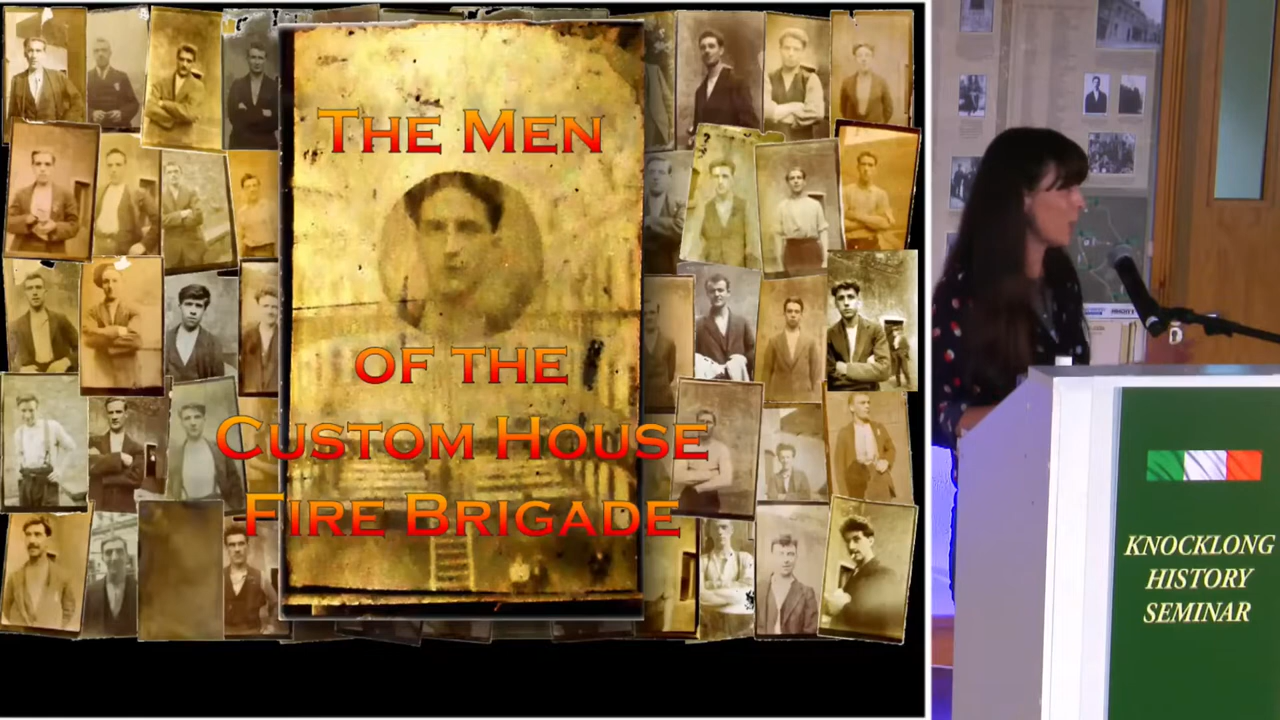 The Men
of the
Custom House
Fire Brigade
KNOCKLONG
HISTORY
SEMINAR